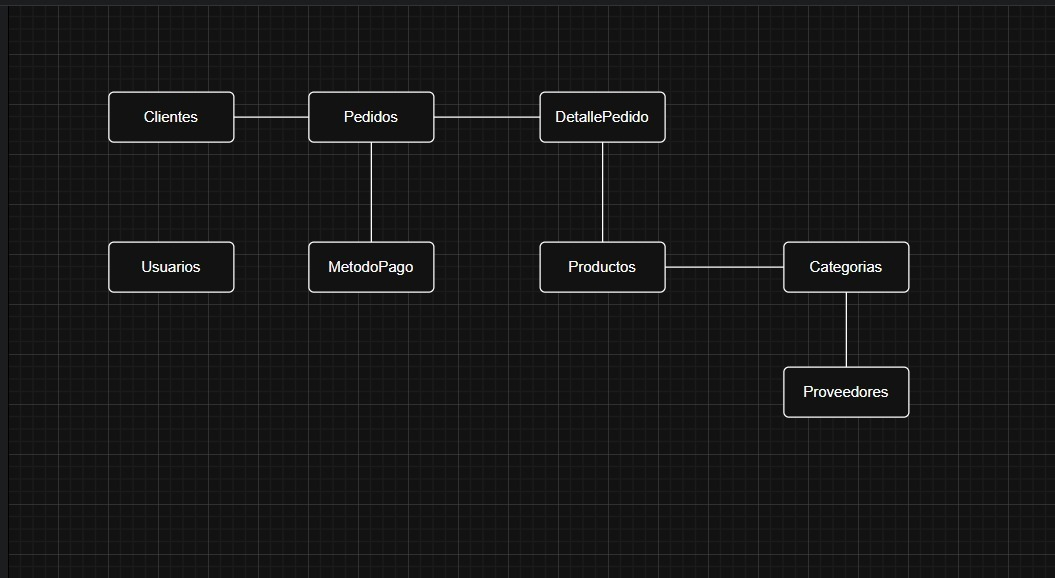 Clientes
Pedidos
DetallePedido
Usuarios
MetodoPago
Productos
Categorias
Proveedores